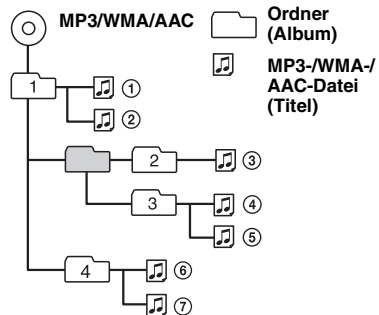 MP3/WMA/AAC
Ordner
(Album)
MP3-/WMA-/
AAC-Datei
(Titel)
1
①
②
2
③
3
④
⑤
4
⑥
⑦